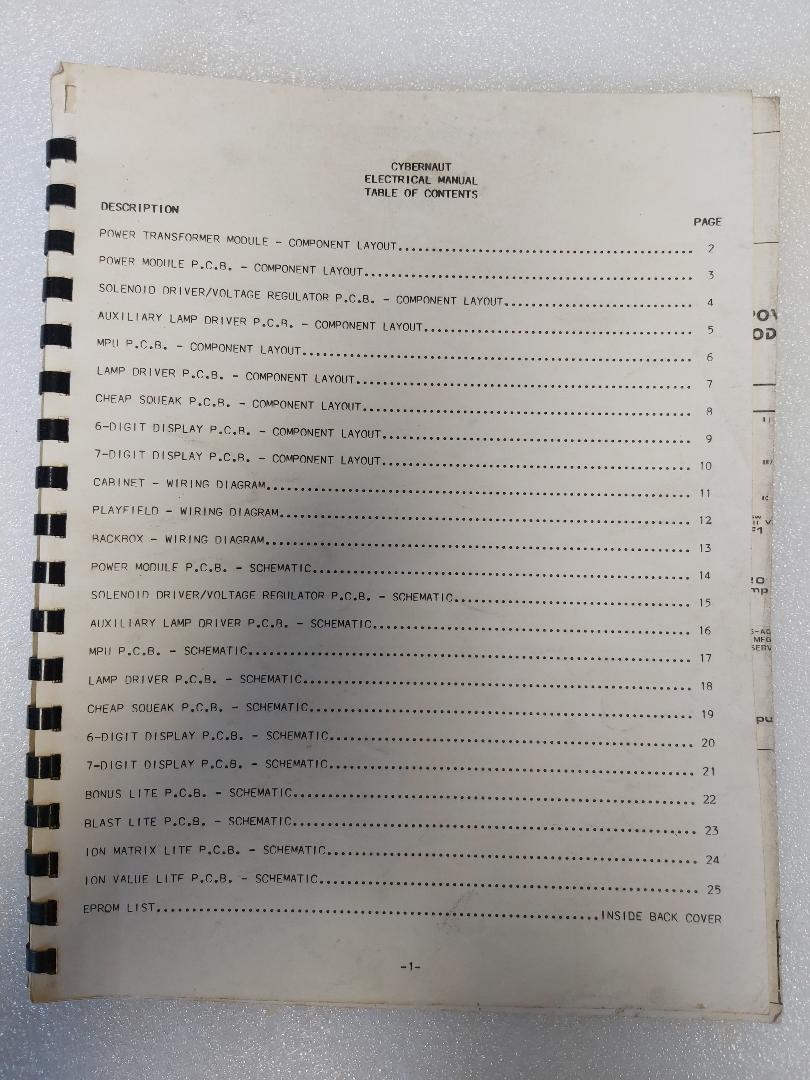 CYBERNAUT
ELECTRICAL MANUAL
TABLE OF CONTENTS
DESCRIPTION PAGE
POWER TRANSFORMER MODULE - COMPONENT LAYOUT 2
POWER MODULE P.C.B. - COMPONENT LAYOUT 3
SOLENOID DRIVER/VOLTAGE REGULATOR P.C.B. - COMPONENT LAYOUT 4
AUXILIARY LAMP DRIVER P.C.B. - COMPONENT LAYOUT 5
MPU P.C.B. - COMPONENT LAYOUT 6
LAMP DRIVER P.C.B. - COMPONENT LAYOUT 7
CHEAP SQUEAK P.C.B. - COMPONENT LAYOUT 8
6-DIGIT DISPLAY P.C.B. - COMPONENT LAYOUT 9
7-DIGIT DISPLAY P.C.B. - COMPONENT LAYOUT 10
CABINET - WIRING DIAGRAM 11
PLAYFIELD - WIRING DIAGRAM 12
BACKBOX - WIRING DIAGRAM 13
POWER MODULE P.C.B. - SCHEMATIC 14
SOLENOID DRIVER/VOLTAGE REGULATOR P.C.B. - SCHEMATIC 15
AUXILIARY LAMP DRIVER P.C.B. - SCHEMATIC 16
MPU P.C.B. - SCHEMATIC 17
LAMP DRIVER P.C.B. - SCHEMATIC 18
CHEAP SQUEAK P.C.B. - SCHEMATIC 19
6-DIGIT DISPLAY P.C.B. - SCHEMATIC 20
7-DIGIT DISPLAY P.C.B. - SCHEMATIC 21
BONUS LITE P.C.B. - SCHEMATIC 22
BLAST LITE P.C.B. - SCHEMATIC 23
ION MATRIX LITE P.C.B. - SCHEMATIC 24
ION VALUE LITE P.C.B. - SCHEMATIC 25
EPROM LIST INSIDE BACK COVER
-1-